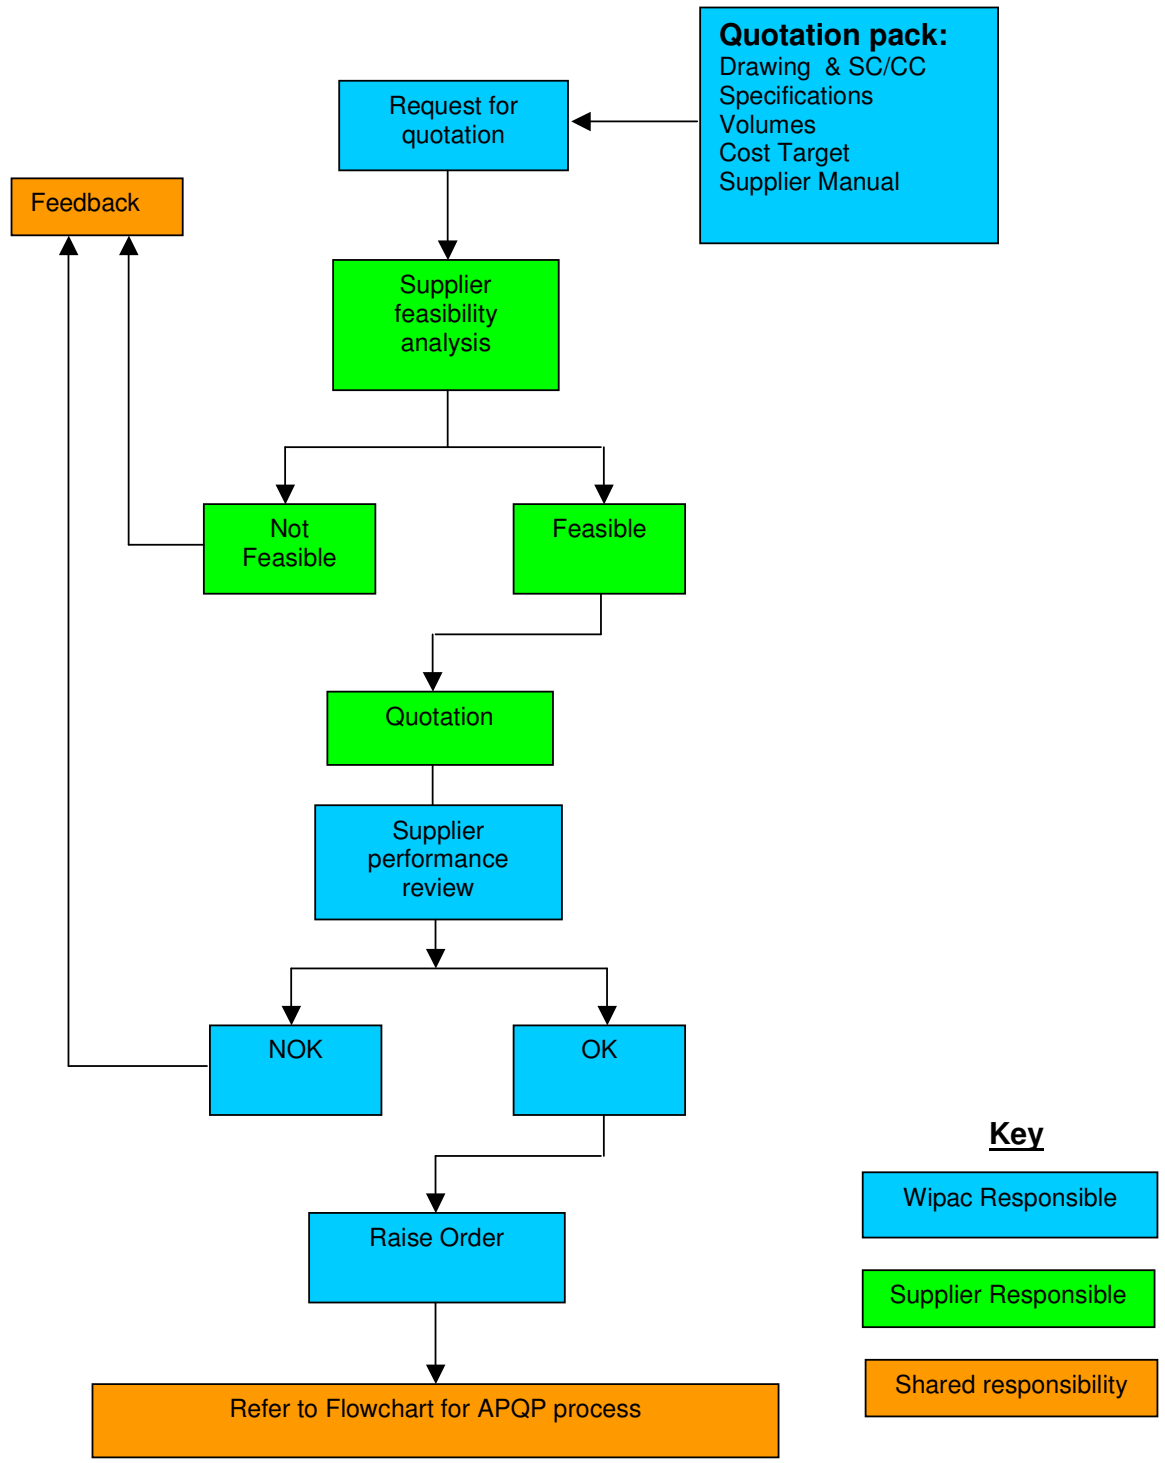 Quotation pack:
Drawing & SC/CC
Specifications
Volumes
Cost Target
Supplier Manual
Request for
quotation
Feedback
Supplier
feasibility
analysis
Not
Feasible
Feasible
Quotation
Supplier
performance
review
NOK
OK
Raise Order
Refer to Flowchart for APQP process
Key
Wipac Responsible
Supplier Responsible
Shared responsibility